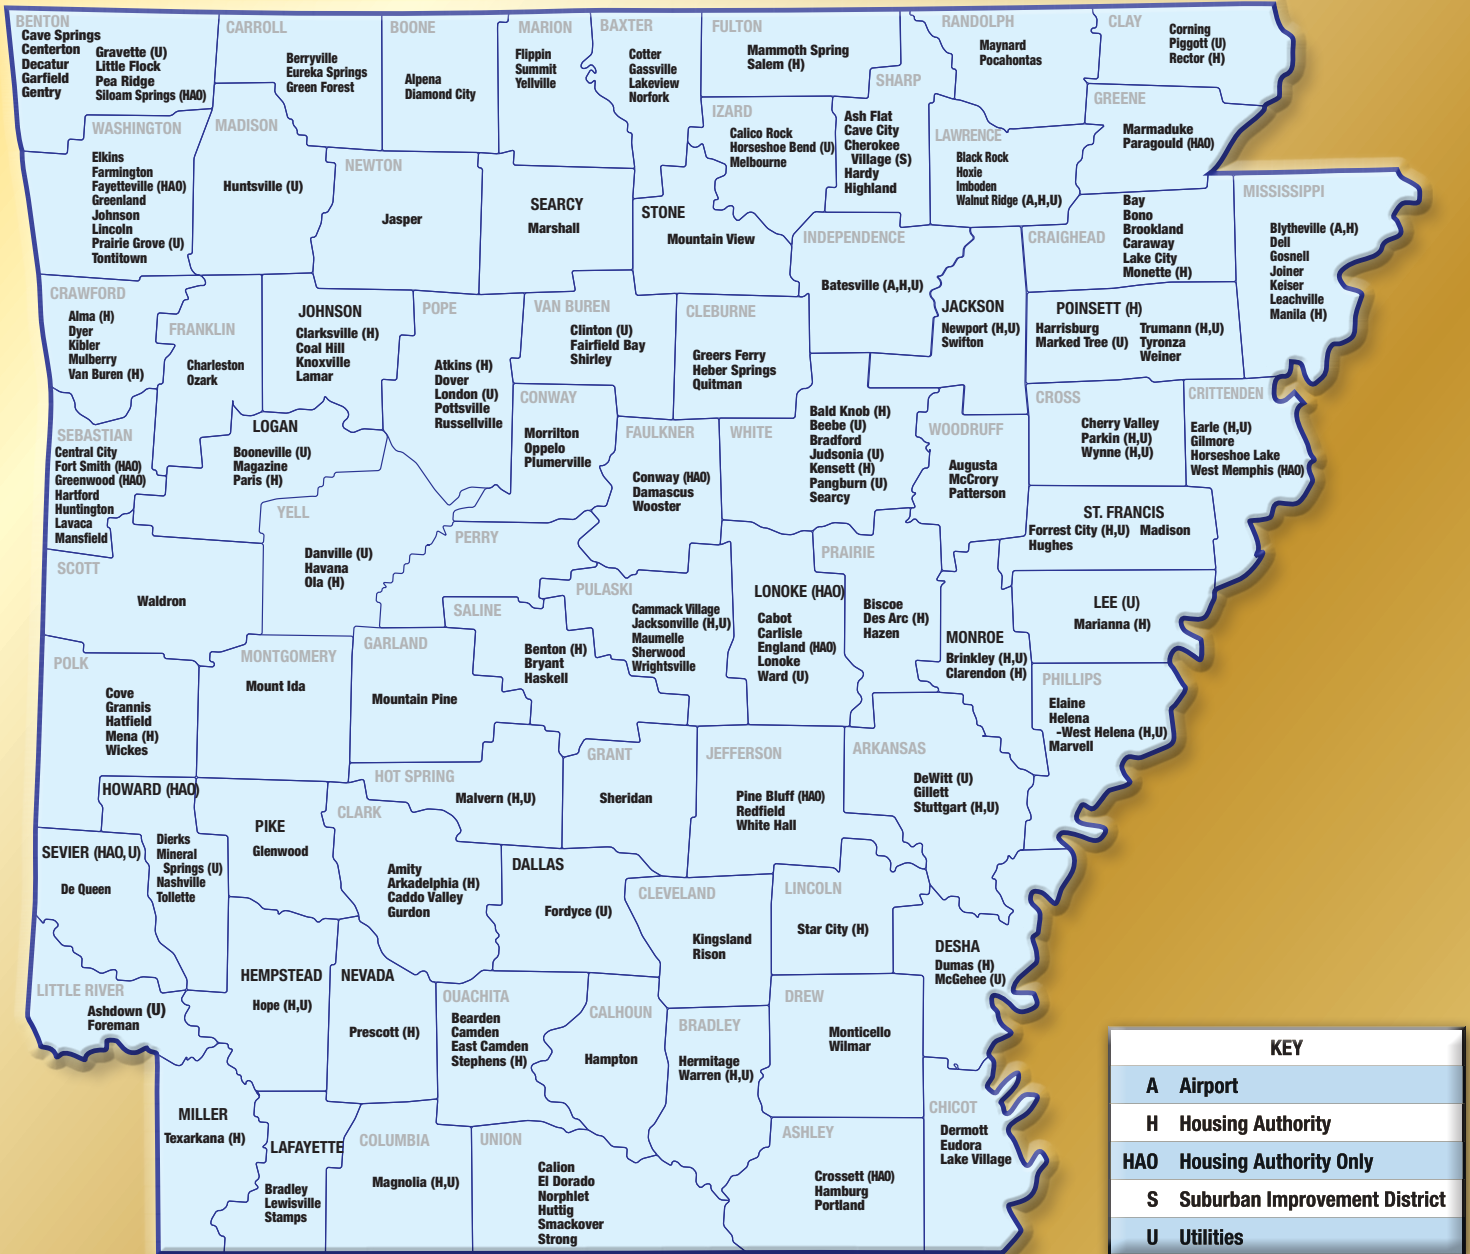 BENTON
Cave Springs
Centerton
Decatur
Garfield
Gentry
Gravette (U)
Little Flock
Pea Ridge
Siloam Springs (HAO)
CARROLL
Berryville
Eureka Springs
Green Forest
BOONE
Alpena
Diamond City
MARION
Flippin
Summit
Yellville
BAXTER
Cotter
Gassville
Lakeview
Norfork
FULTON
Mammoth Spring
Salem (H)
SHARP
Ash Flat
Cave City
Cherokee
Village (S)
Hardy
Highland
RANDOLPH
Maynard
Pocahontas
CLAY
Corning
Piggott (U)
Rector (H)
GREENE
Marmaduke
Paragould (HAO)
WASHINGTON
Elkins
Farmington
Fayetteville (HAO)
Greenland
Johnson
Lincoln
Prairie Grove (U)
Tontitown
MADISON
Huntsville (U)
NEWTON
Jasper
SEARCY
Marshall
STONE
Mountain View
IZARD
Calico Rock
Horseshoe Bend (U)
Melbourne
LAWRENCE
Black Rock
Hoxie
Imboden
Walnut Ridge (A,H,U)
CRAIGHEAD
Bay
Bono
Brookland
Caraway
Lake City
Monette (H)
MISSISSIPPI
Blytheville (A,H)
Dell
Gosnell
Joiner
Keiser
Leachville
Manila (H)
INDEPENDENCE
Batesville (A,H,U)
JACKSON
Newport (H,U)
Swifton
POINSETT (H)
Harrisburg
Marked Tree (U)
Trumann (H,U)
Tyronza
Weiner
CRAWFORD
Alma (H)
Dyer
Kibler
Mulberry
Van Buren (H)
FRANKLIN
Charleston
Ozark
JOHNSON
Clarksville (H)
Coal Hill
Knoxville
Lamar
POPE
Atkins (H)
Dover
London (U)
Pottsville
Russellville
VAN BUREN
Clinton (U)
Fairfield Bay
Shirley
CLEBURNE
Greers Ferry
Heber Springs
Quitman
CONWAY
Morrilton
Oppelo
Plumerville
FAULKNER
Conway (HAO)
Damascus
Wooster
WHITE
Bald Knob (H)
Beebe (U)
Bradford
Judsonia (U)
Kensett (H)
Pangburn (U)
Searcy
WOODRUFF
Augusta
McCrory
Patterson
CROSS
Cherry Valley
Parkin (H,U)
Wynne (H,U)
CRITTENDEN
Earle (H,U)
Gilmore
Horseshoe Lake
West Memphis (HAO)
SEBASTIAN
Central City
Fort Smith (HAO)
Greenwood (HAO)
Hartford
Huntington
Lavaca
Mansfield
LOGAN
Booneville (U)
Magazine
Paris (H)
YELL
Danville (U)
Havana
Ola (H)
PERRY
SCOTT
Waldron
ST. FRANCIS
Forrest City (H,U) Madison
Hughes
PRAIRIE
Biscoe
Des Arc (H)
Hazen
LONOKE (HAO)
Cabot
Carlisle
England (HAO)
Lonoke
Ward (U)
PULASKI
Cammack Village
Jacksonville (H,U)
Maumelle
Sherwood
Wrightsville
SALINE
Benton (H)
Bryant
Haskell
GARLAND
Mountain Pine
MONTGOMERY
Mount Ida
POLK
Cove
Grannis
Hatfield
Mena (H)
Wickes
LEE (U)
Marianna (H)
MONROE
Brinkley (H,U)
Clarendon (H)
PHILLIPS
Elaine
Helena
-West Helena (H,U)
Marvell
ARKANSAS
DeWitt (U)
Gillett
Stuttgart (H,U)
JEFFERSON
Pine Bluff (HAO)
Redfield
White Hall
GRANT
Sheridan
HOT SPRING
Malvern (H,U)
CLARK
Amity
Arkadelphia (H)
Caddo Valley
Gurdon
PIKE
Glenwood
HOWARD (HAO)
Dierks
Mineral
Springs (U)
Nashville
Tollette
SEVIER (HAO,U)
De Queen
DALLAS
Fordyce (U)
CLEVELAND
Kingsland
Rison
LINCOLN
Star City (H)
DESHA
Dumas (H)
McGehee (U)
LITTLE RIVER
Ashdown (U)
Foreman
HEMPSTEAD
Hope (H,U)
NEVADA
Prescott (H)
OUACHITA
Bearden
Camden
East Camden
Stephens (H)
CALHOUN
Hampton
BRADLEY
Hermitage
Warren (H,U)
DREW
Monticello
Wilmar
MILLER
Texarkana (H)
LAFAYETTE
Bradley
Lewisville
Stamps
COLUMBIA
Magnolia (H,U)
UNION
Calion
El Dorado
Norphlet
Huttig
Smackover
Strong
ASHLEY
Crossett (HAO)
Hamburg
Portland
CHICOT
Dermott
Eudora
Lake Village
KEY
A Airport
H Housing Authority
HAO Housing Authority Only
S Suburban Improvement District
U Utilities